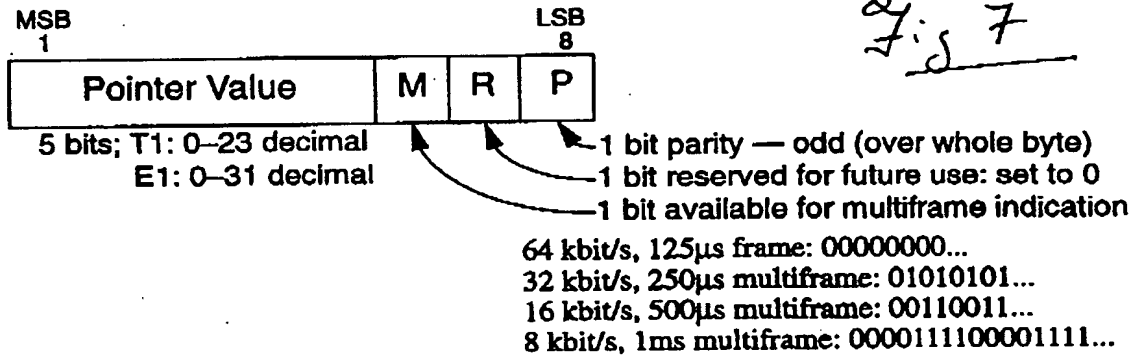 Fig 7
MSB LSB
1 8
Pointer Value M R P
5 bits; T1: 0–23 decimal
E1: 0–31 decimal
1 bit parity — odd (over whole byte)
1 bit reserved for future use: set to 0
1 bit available for multiframe indication
64 kbit/s, 125µs frame: 00000000...
32 kbit/s, 250µs multiframe: 01010101...
16 kbit/s, 500µs multiframe: 00110011...
8 kbit/s, 1ms multiframe: 0000111100001111...